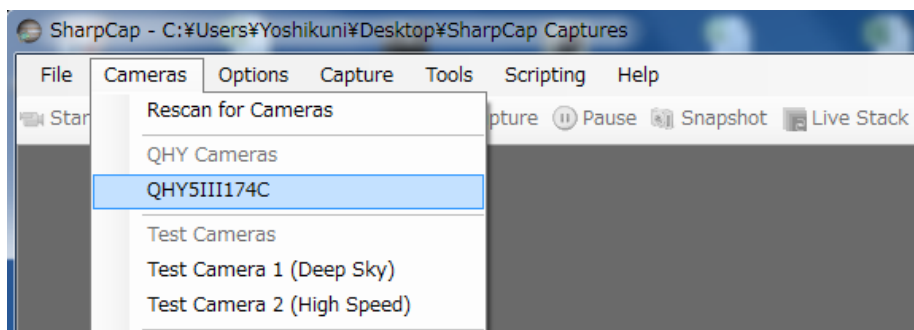 SharpCap - C:¥Users¥Yoshikuni¥Desktop¥SharpCap Captures
File Cameras Options Capture Tools Scripting Help
Star pture Pause Snapshot Live Stack
Rescan for Cameras
QHY Cameras
QHY5III174C
Test Cameras
Test Camera 1 (Deep Sky)
Test Camera 2 (High Speed)